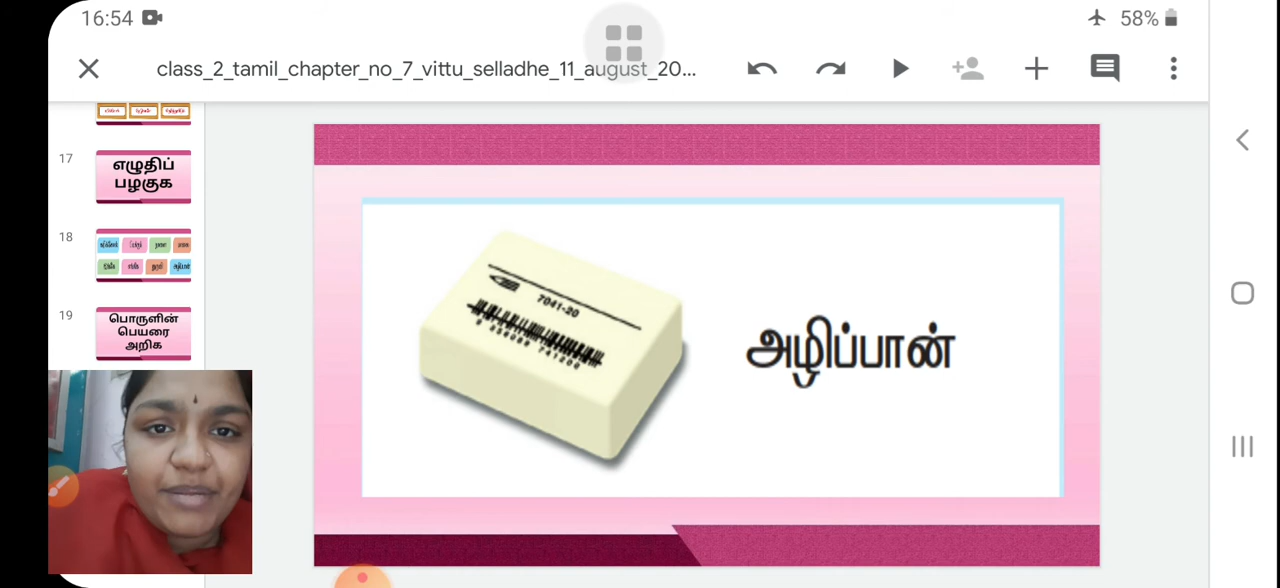 16:54
58%
class_2_tamil_chapter_no_7_vittu_selladhe_11_august_20...
17
எழுதிப்
பழகுக
18
19
பொருளின்
பெயரை
அறிக
7041-20
அழிப்பான்